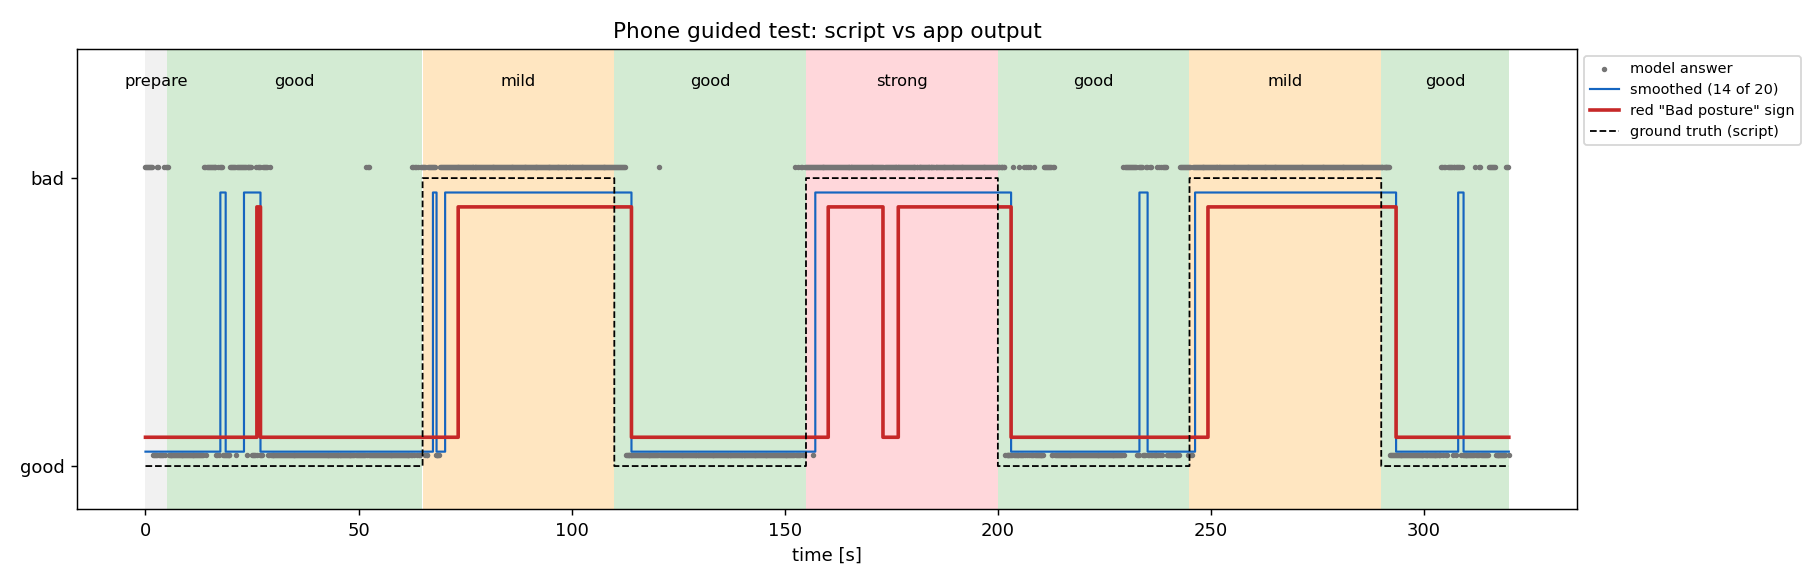 Phone guided test: script vs app output
prepare good mild good strong good mild good
model answer
smoothed (14 of 20)
red "Bad posture" sign
ground truth (script)
bad
good
0 50 100 150 200 250 300
time [s]